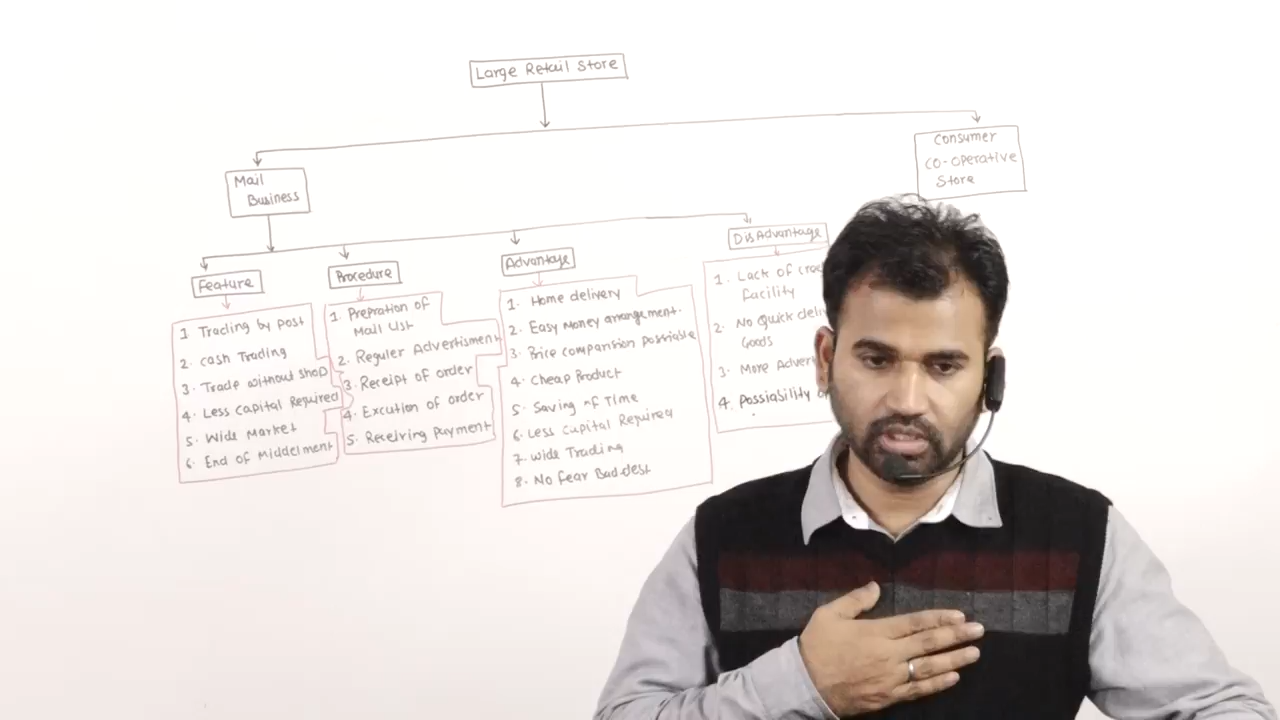 Large Retail Store
Mail
Business
Consumer
CO-OPerative
Store
Feature
1 Trading by post
2. cash Trading
3. Trade without shop
4. Less Capital Required
5. Wide Market
6. End of Middelment
Procedure
1. Prepration of
Mail List
2. Reguler Advertisment
3. Receipt of order
4. Excution of order
5. Receiving Payment
Advantage
1. Home delivery
2. Easy Money arrangement.
3. Price comparistion possiable
4. Cheap Product
5. Saving of Time
6. Less Capital Required
7. wide Trading
8. No Fear Bad-dest
DisAdvantage
1. Lack of
Facility
2. No Quick
Goods
3. More
4. Possiability